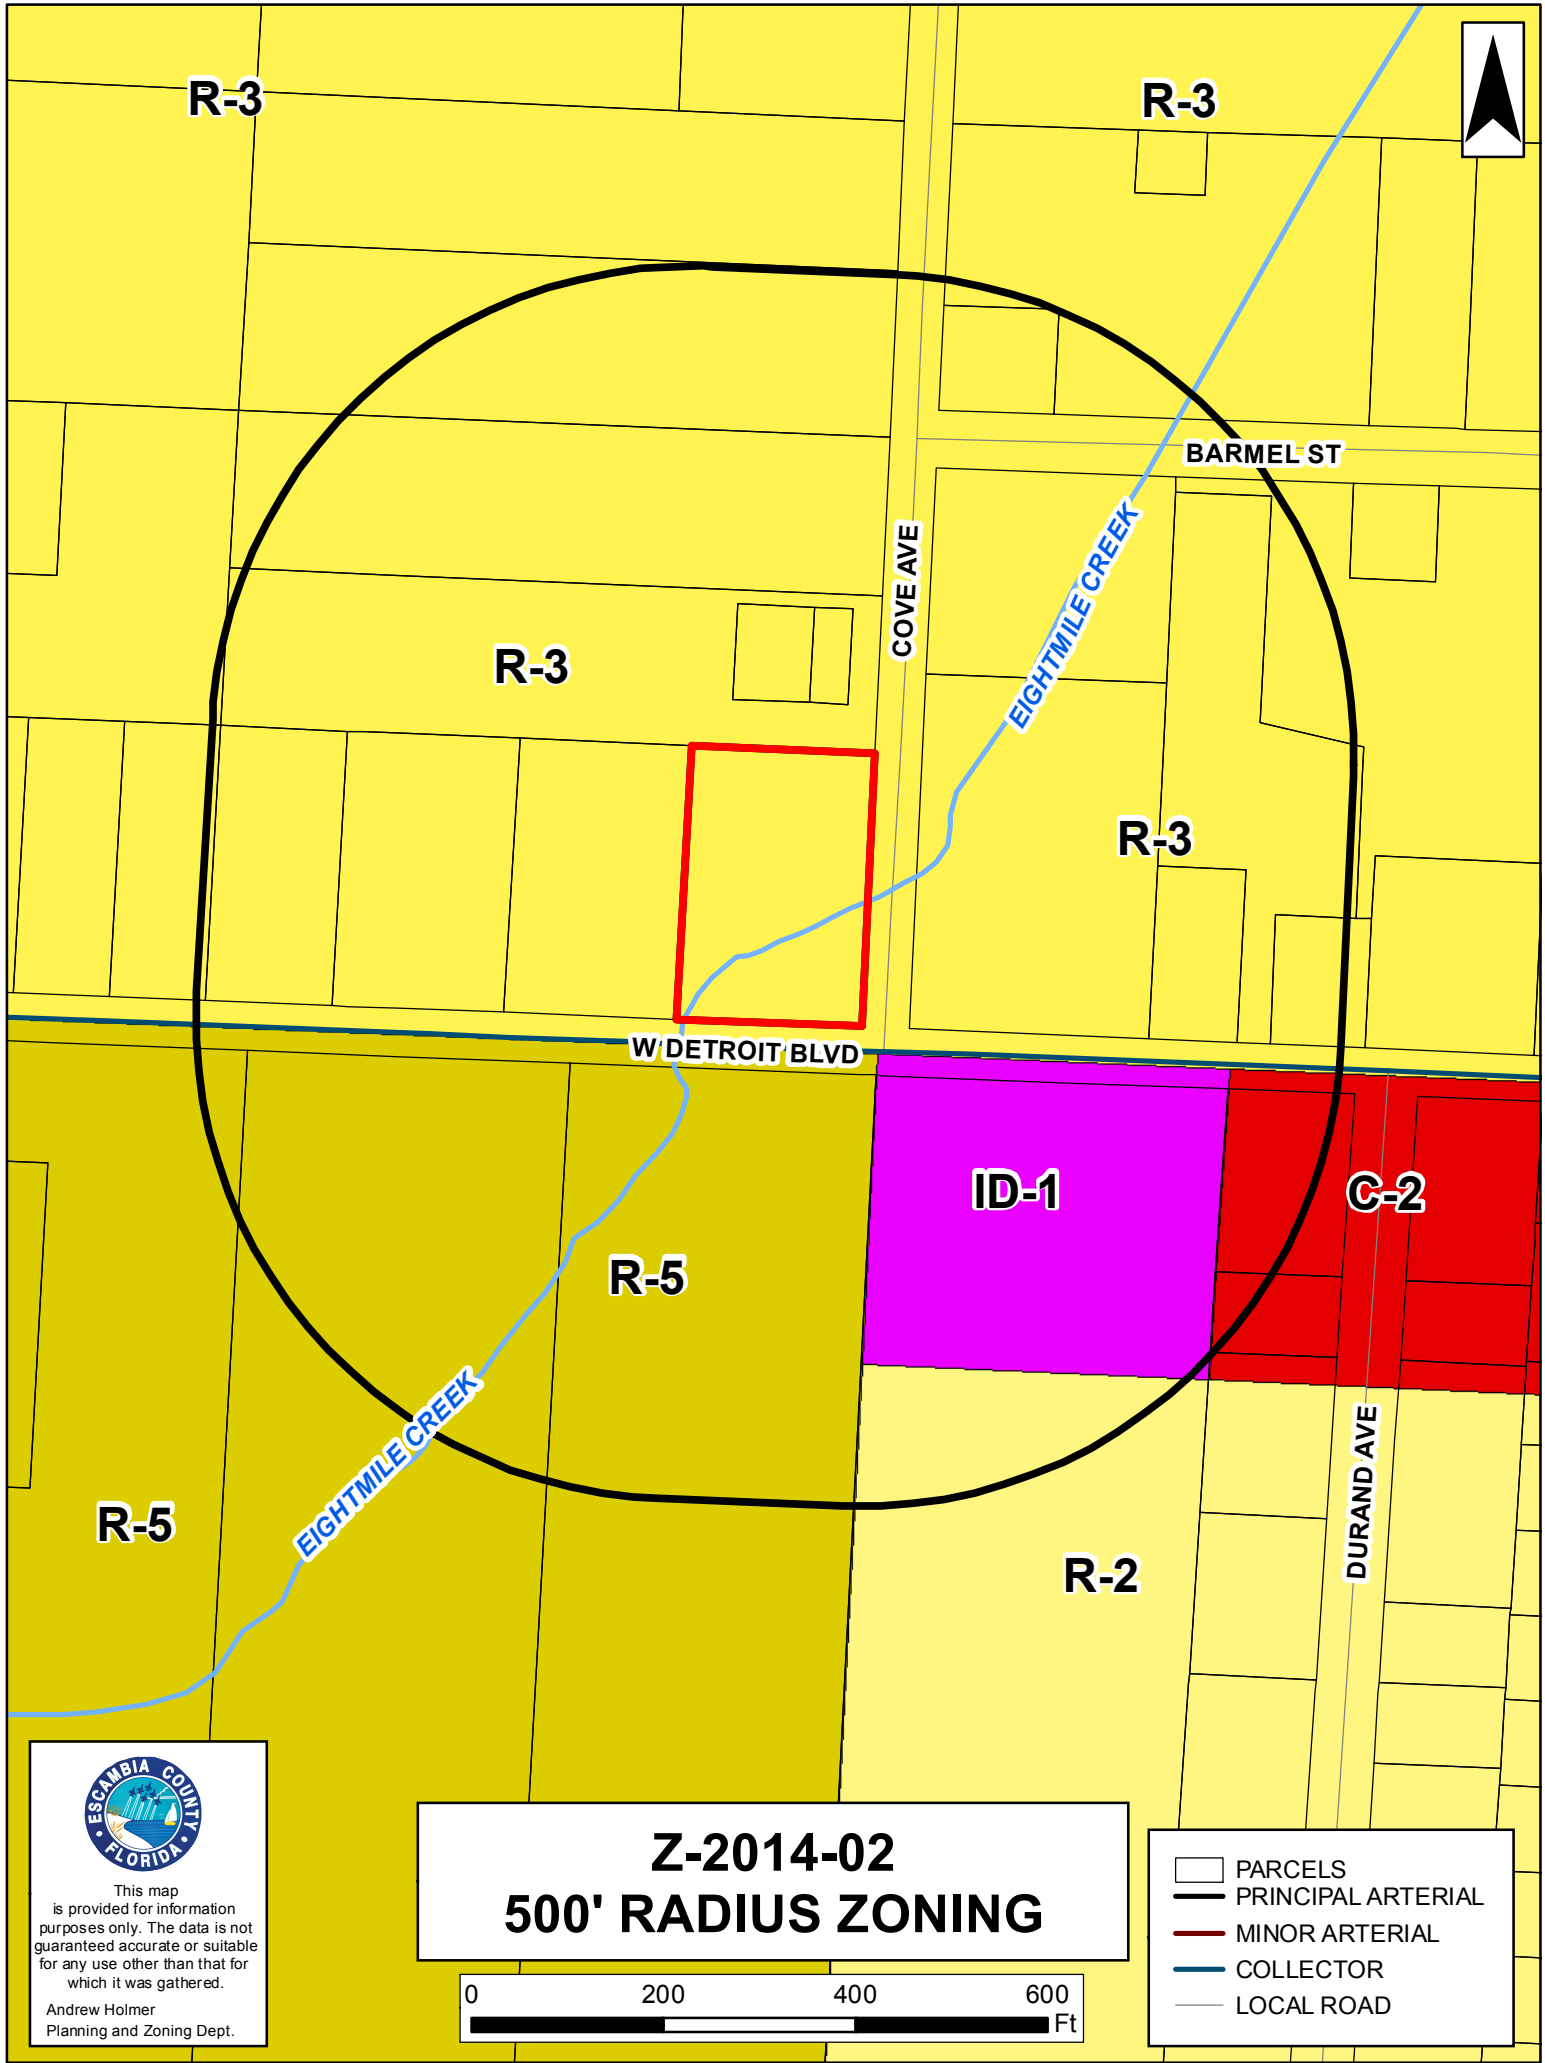 R-3
R-3
BARMEL ST
EIGHTMILE CREEK
COVE AVE
R-3
R-3
W DETROIT BLVD
ID-1
C-2
R-5
EIGHTMILE CREEK
DURAND AVE
R-5
R-2
ESCAMBIA COUNTY
FLORIDA
This map
is provided for information
purposes only. The data is not
guaranteed accurate or suitable
for any use other than that for
which it was gathered.
Andrew Holmer
Planning and Zoning Dept.
Z-2014-02
500' RADIUS ZONING
0 200 400 600
Ft
PARCELS
PRINCIPAL ARTERIAL
MINOR ARTERIAL
COLLECTOR
LOCAL ROAD